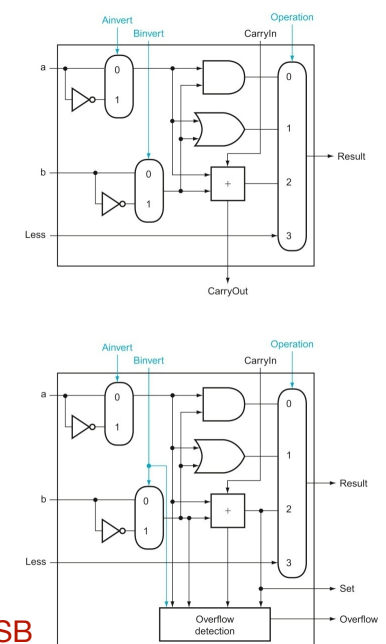 Ainvert
Binvert
CarryIn
Operation
a
0
1
0
1
Result
b
0
+
2
1
Less
3
CarryOut
Ainvert
Binvert
CarryIn
Operation
a
0
1
0
1
Result
b
0
+
2
1
Less
3
Set
Overflow
detection
Overflow
SB